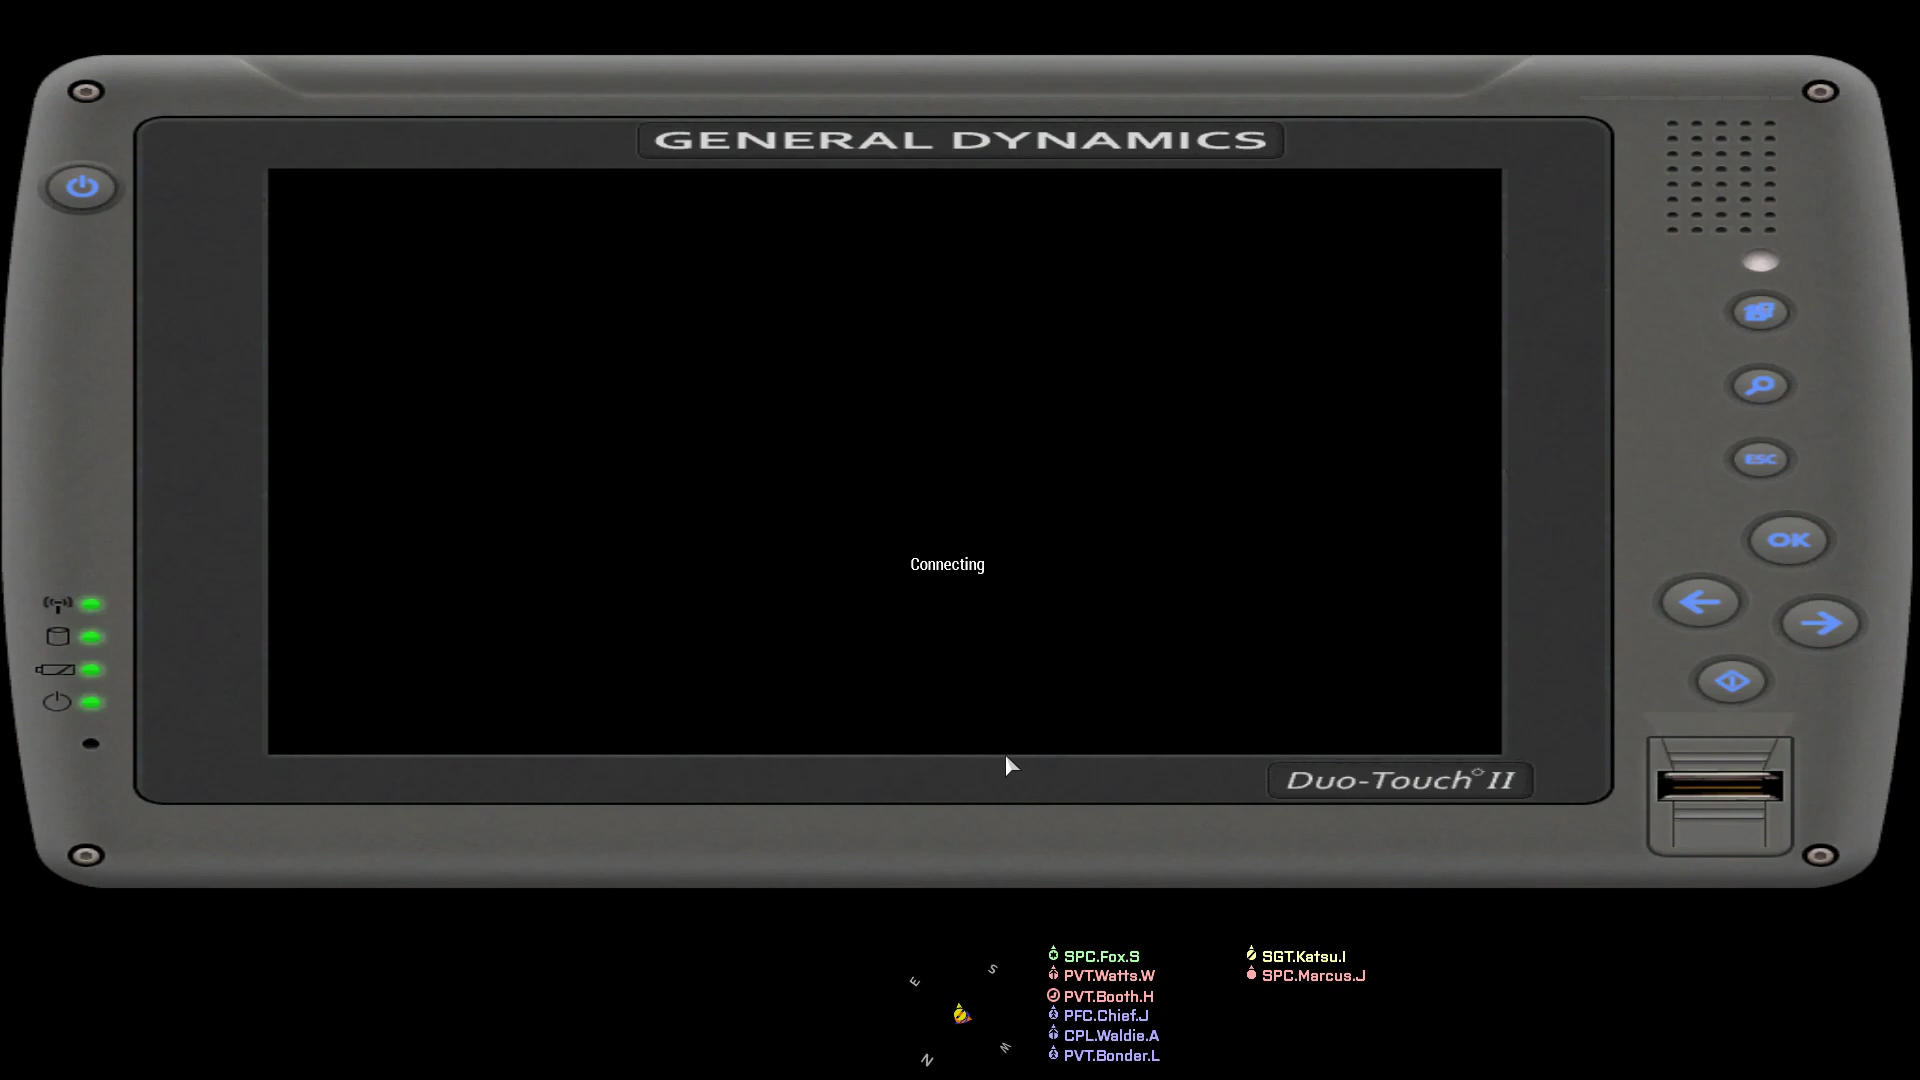 GENERAL DYNAMICS
ESC
OK
Connecting
Duo-Touch II
SPC.Fox.S
PVT.Watts.W
PVT.Booth.H
PFC.Chief.J
CPL.Waldie.A
PVT.Bonder.L
SGT.Katsu.I
SPC.Marcus.J
E
S
N
W